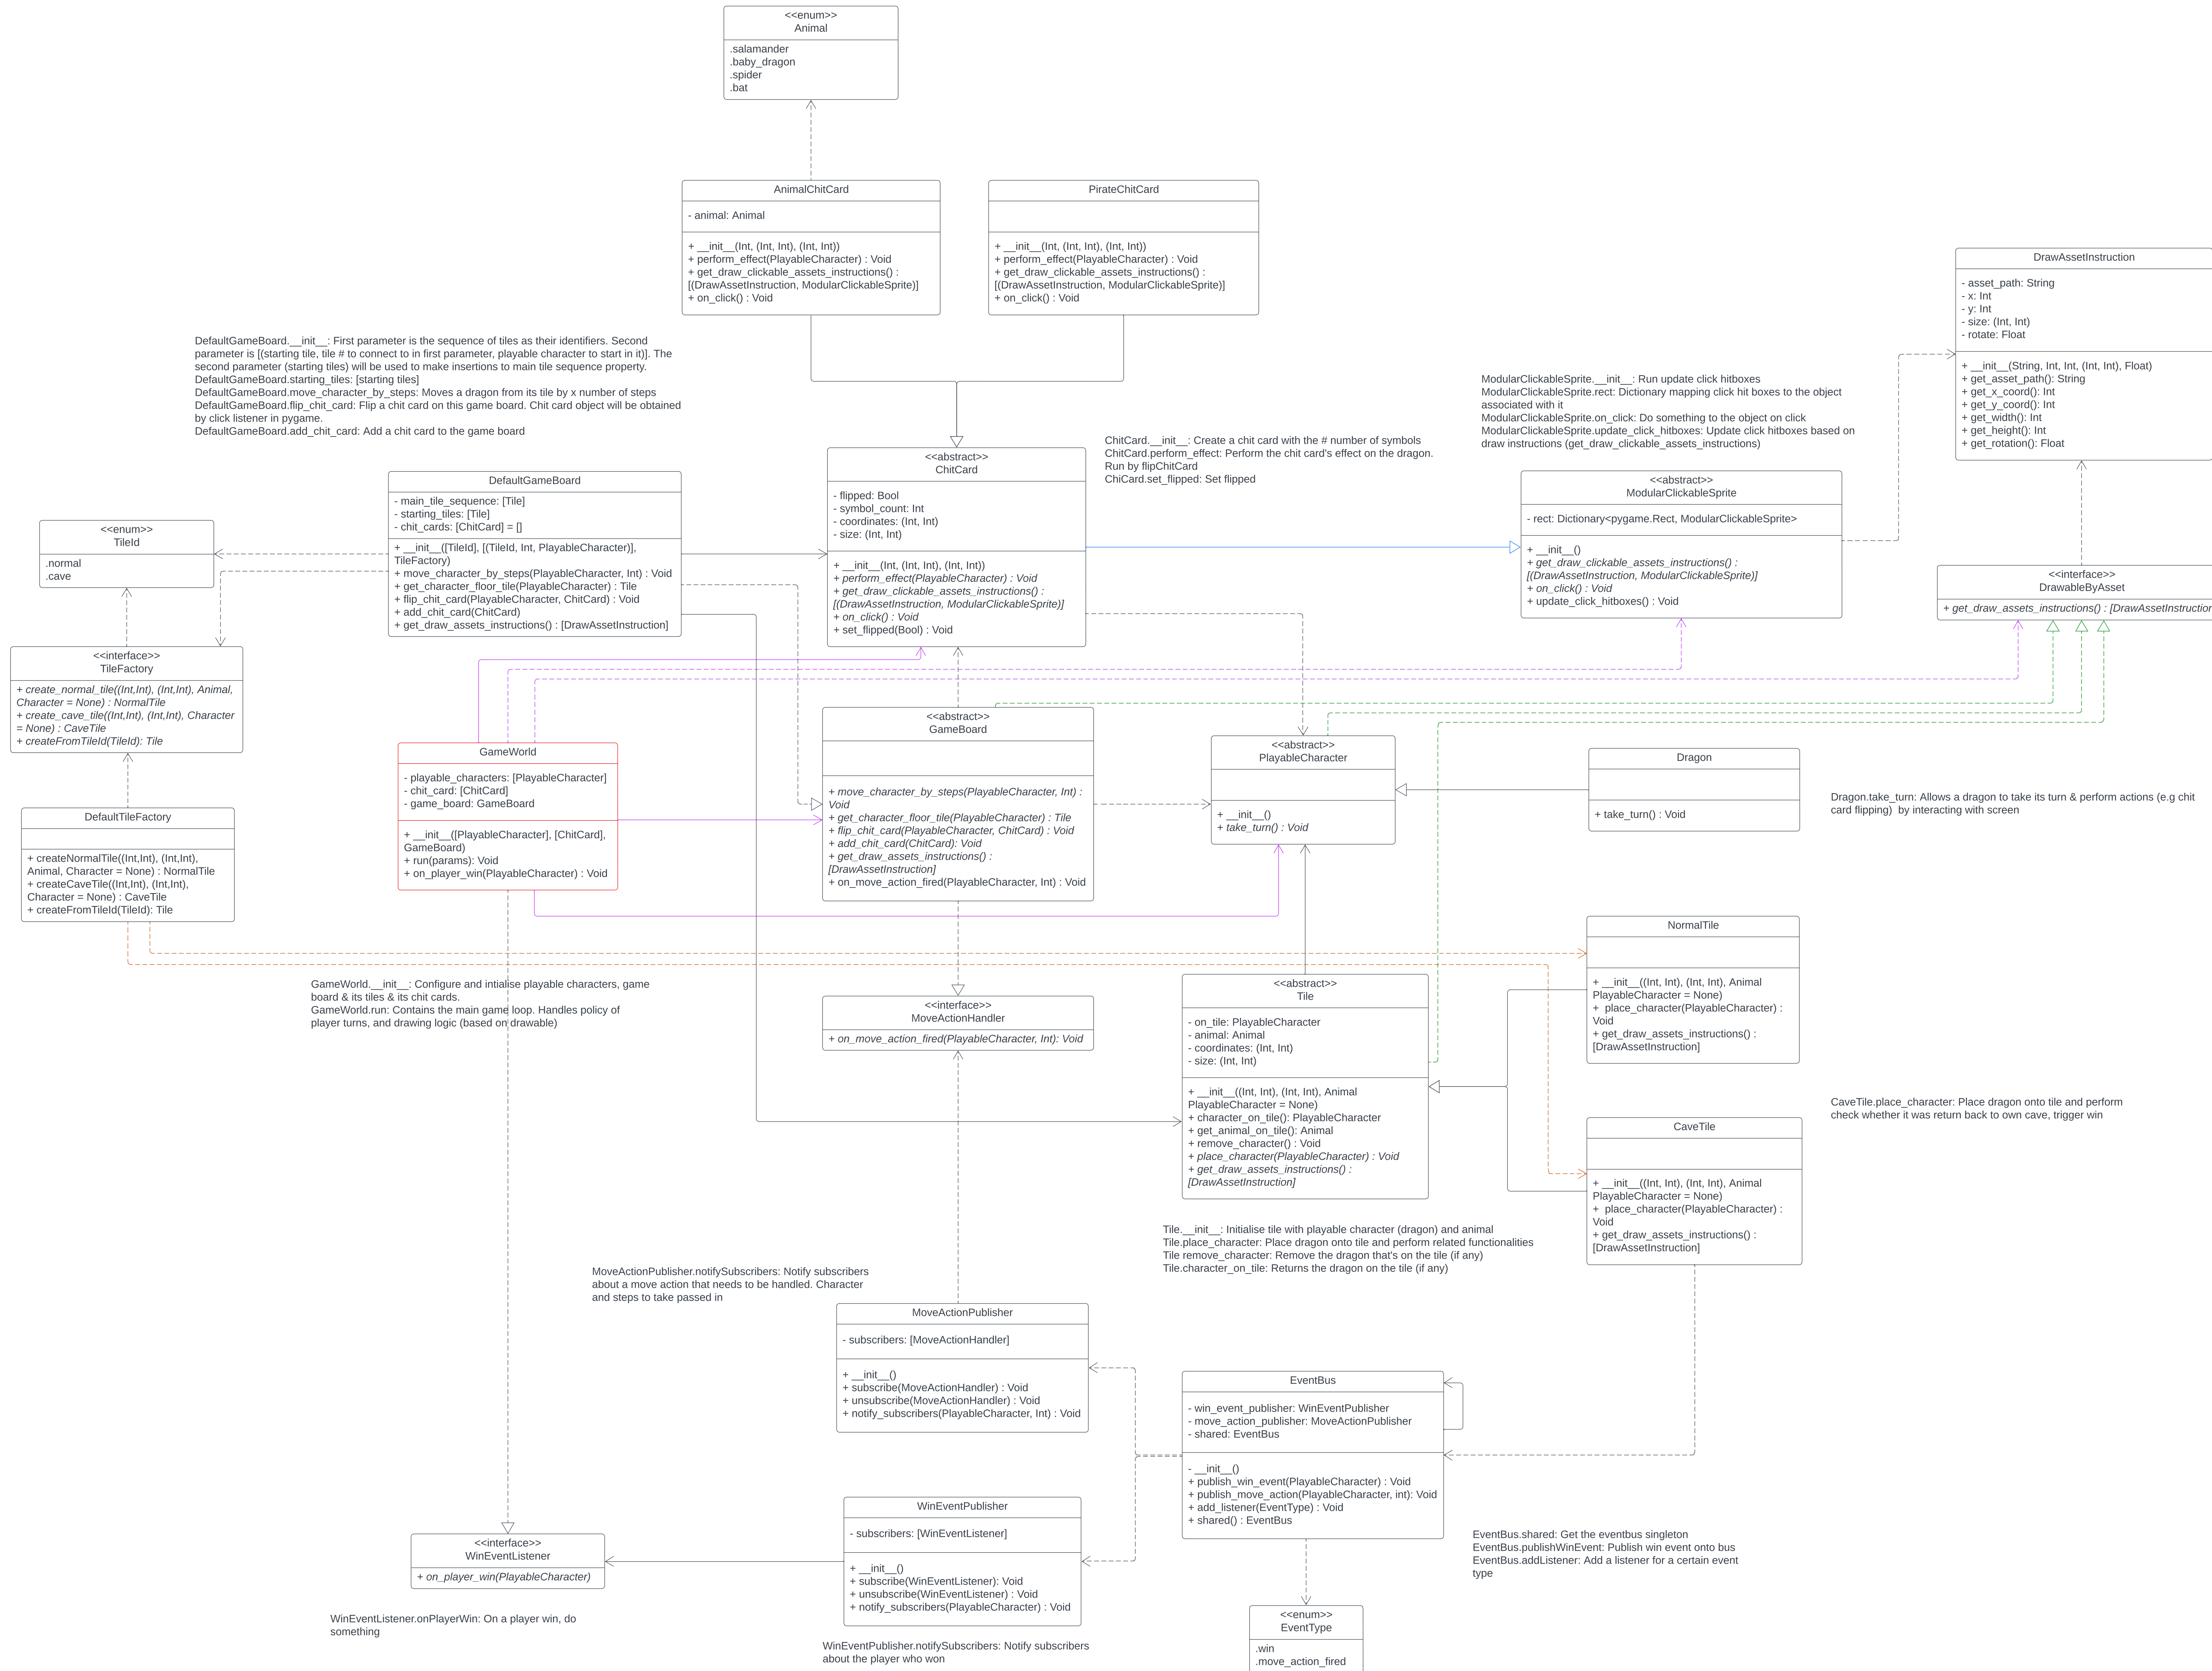 <<enum>>
Animal
.salamander
.baby_dragon
.spider
.bat
AnimalChitCard
- animal: Animal
+ __init__(Int, (Int, Int), (Int, Int))
+ perform_effect(PlayableCharacter) : Void
+ get_draw_clickable_assets_instructions() :
[(DrawAssetInstruction, ModularClickableSprite)]
+ on_click() : Void
PirateChitCard
+ __init__(Int, (Int, Int), (Int, Int))
+ perform_effect(PlayableCharacter) : Void
+ get_draw_clickable_assets_instructions() :
[(DrawAssetInstruction, ModularClickableSprite)]
+ on_click() : Void
DrawAssetInstruction
- asset_path: String
- x: Int
- y: Int
- size: (Int, Int)
- rotate: Float
+ __init__(String, Int, Int, (Int, Int), Float)
+ get_asset_path(): String
+ get_x_coord(): Int
+ get_y_coord(): Int
+ get_width(): Int
+ get_height(): Int
+ get_rotation(): Float
DefaultGameBoard.__init__: First parameter is the sequence of tiles as their identifiers. Second
parameter is [(starting tile, tile # to connect to in first parameter, playable character to start in it)]. The
second parameter (starting tiles) will be used to make insertions to main tile sequence property.
DefaultGameBoard.starting_tiles: [starting tiles]
DefaultGameBoard.move_character_by_steps: Moves a dragon from its tile by x number of steps
DefaultGameBoard.flip_chit_card: Flip a chit card on this game board. Chit card object will be obtained
by click listener in pygame.
DefaultGameBoard.add_chit_card: Add a chit card to the game board
ModularClickableSprite.__init__: Run update click hitboxes
ModularClickableSprite.rect: Dictionary mapping click hit boxes to the object
associated with it
ModularClickableSprite.on_click: Do something to the object on click
ModularClickableSprite.update_click_hitboxes: Update click hitboxes based on
draw instructions (get_draw_clickable_assets_instructions)
ChitCard.__init__: Create a chit card with the # number of symbols
ChitCard.perform_effect: Perform the chit card's effect on the dragon.
Run by flipChitCard
ChiCard.set_flipped: Set flipped
<<abstract>>
ChitCard
- flipped: Bool
- symbol_count: Int
- coordinates: (Int, Int)
- size: (Int, Int)
+ __init__(Int, (Int, Int), (Int, Int))
+ perform_effect(PlayableCharacter) : Void
+ get_draw_clickable_assets_instructions() :
[(DrawAssetInstruction, ModularClickableSprite)]
+ on_click() : Void
+ set_flipped(Bool) : Void
DefaultGameBoard
- main_tile_sequence: [Tile]
- starting_tiles: [Tile]
- chit_cards: [ChitCard] = []
+ __init__([TileId], [(TileId, Int, PlayableCharacter)],
TileFactory)
+ move_character_by_steps(PlayableCharacter, Int) : Void
+ get_character_floor_tile(PlayableCharacter) : Tile
+ flip_chit_card(PlayableCharacter, ChitCard) : Void
+ add_chit_card(ChitCard)
+ get_draw_assets_instructions() : [DrawAssetInstruction]
<<abstract>>
ModularClickableSprite
- rect: Dictionary<pygame.Rect, ModularClickableSprite>
+ __init__()
+ get_draw_clickable_assets_instructions() :
[(DrawAssetInstruction, ModularClickableSprite)]
+ on_click() : Void
+ update_click_hitboxes() : Void
<<enum>>
TileId
.normal
.cave
<<interface>>
DrawableByAsset
+ get_draw_assets_instructions() : [DrawAssetInstruction
<<interface>>
TileFactory
+ create_normal_tile((Int,Int), (Int,Int), Animal,
Character = None) : NormalTile
+ create_cave_tile((Int,Int), (Int,Int), Character
= None) : CaveTile
+ createFromTileId(TileId): Tile
<<abstract>>
GameBoard
+ move_character_by_steps(PlayableCharacter, Int) :
Void
+ get_character_floor_tile(PlayableCharacter) : Tile
+ flip_chit_card(PlayableCharacter, ChitCard) : Void
+ add_chit_card(ChitCard): Void
+ get_draw_assets_instructions() :
[DrawAssetInstruction]
+ on_move_action_fired(PlayableCharacter, Int) : Void
<<abstract>>
PlayableCharacter
+ __init__()
+ take_turn() : Void
GameWorld
- playable_characters: [PlayableCharacter]
- chit_card: [ChitCard]
- game_board: GameBoard
+ __init__([PlayableCharacter], [ChitCard],
GameBoard)
+ run(params): Void
+ on_player_win(PlayableCharacter) : Void
Dragon
+ take_turn() : Void
Dragon.take_turn: Allows a dragon to take its turn & perform actions (e.g chit
card flipping)  by interacting with screen
DefaultTileFactory
+ createNormalTile((Int,Int), (Int,Int),
Animal, Character = None) : NormalTile
+ createCaveTile((Int,Int), (Int,Int),
Character = None) : CaveTile
+ createFromTileId(TileId): Tile
NormalTile
+ __init__((Int, Int), (Int, Int), Animal
PlayableCharacter = None)
+  place_character(PlayableCharacter) :
Void
+ get_draw_assets_instructions() :
[DrawAssetInstruction]
GameWorld.__init__: Configure and intialise playable characters, game
board & its tiles & its chit cards.
GameWorld.run: Contains the main game loop. Handles policy of
player turns, and drawing logic (based on drawable)
<<interface>>
MoveActionHandler
+ on_move_action_fired(PlayableCharacter, Int): Void
<<abstract>>
Tile
- on_tile: PlayableCharacter
- animal: Animal
- coordinates: (Int, Int)
- size: (Int, Int)
+ __init__((Int, Int), (Int, Int), Animal
PlayableCharacter = None)
+ character_on_tile(): PlayableCharacter
+ get_animal_on_tile(): Animal
+ remove_character() : Void
+ place_character(PlayableCharacter) : Void
+ get_draw_assets_instructions() :
[DrawAssetInstruction]
CaveTile.place_character: Place dragon onto tile and perform
check whether it was return back to own cave, trigger win
CaveTile
+ __init__((Int, Int), (Int, Int), Animal
PlayableCharacter = None)
+  place_character(PlayableCharacter) :
Void
+ get_draw_assets_instructions() :
[DrawAssetInstruction]
Tile.__init__: Initialise tile with playable character (dragon) and animal
Tile.place_character: Place dragon onto tile and perform related functionalities
Tile remove_character: Remove the dragon that's on the tile (if any)
Tile.character_on_tile: Returns the dragon on the tile (if any)
MoveActionPublisher.notifySubscribers: Notify subscribers
about a move action that needs to be handled. Character
and steps to take passed in
MoveActionPublisher
- subscribers: [MoveActionHandler]
+ __init__()
+ subscribe(MoveActionHandler) : Void
+ unsubscribe(MoveActionHandler) : Void
+ notify_subscribers(PlayableCharacter, Int) : Void
EventBus
- win_event_publisher: WinEventPublisher
- move_action_publisher: MoveActionPublisher
- shared: EventBus
- __init__()
+ publish_win_event(PlayableCharacter) : Void
+ publish_move_action(PlayableCharacter, int): Void
+ add_listener(EventType) : Void
+ shared() : EventBus
WinEventPublisher
- subscribers: [WinEventListener]
+ __init__()
+ subscribe(WinEventListener): Void
+ unsubscribe(WinEventListener) : Void
+ notify_subscribers(PlayableCharacter) : Void
<<interface>>
WinEventListener
+ on_player_win(PlayableCharacter)
EventBus.shared: Get the eventbus singleton
EventBus.publishWinEvent: Publish win event onto bus
EventBus.addListener: Add a listener for a certain event
type
WinEventListener.onPlayerWin: On a player win, do
something
<<enum>>
EventType
.win
.move_action_fired
WinEventPublisher.notifySubscribers: Notify subscribers
about the player who won